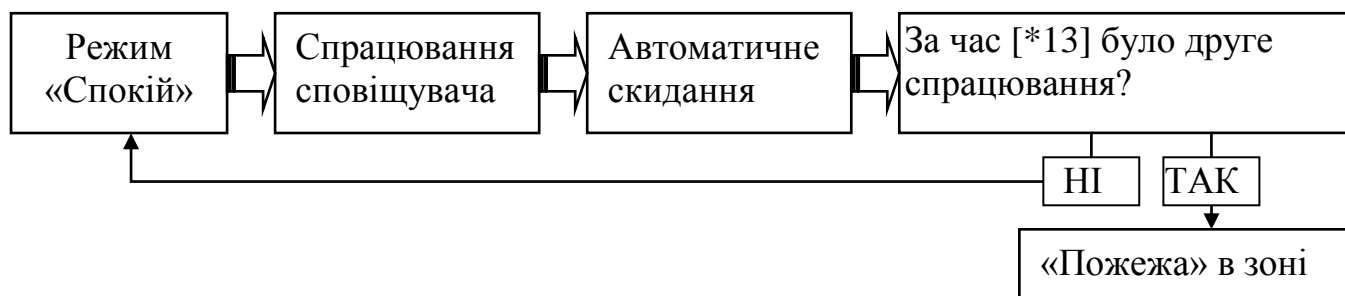 Режим
«Спокій»
Спрацювання
сповіщувача
Автоматичне
скидання
За час [*13] було друге
спрацювання?
НІ
ТАК
«Пожежа» в зоні